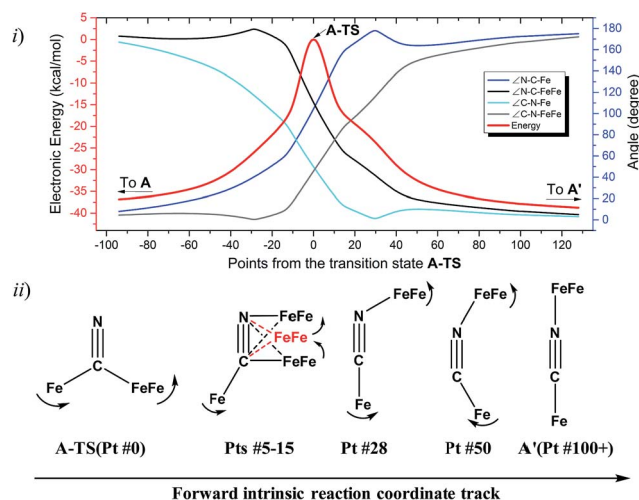 i)
A-TS
Electronic Energy (kcal/mol)
0
-5
-10
-15
-20
-25
-30
-35
-40
To A
To A'
∠N-C-Fe
∠N-C-FeFe
∠C-N-Fe
∠C-N-FeFe
Energy
180
160
140
120
100
80
60
40
20
0
Angle (degree)
-100 -80 -60 -40 -20 0 20 40 60 80 100 120
Points from the transition state A-TS
ii)
N
C
Fe FeFe
A-TS(Pt #0)
N FeFe
FeFe
C FeFe
Fe
Pts #5-15
FeFe
N
C
Fe
Pt #28
FeFe
N
C
Fe
Pt #50
FeFe
N
C
Fe
A'(Pt #100+)
Forward intrinsic reaction coordinate track